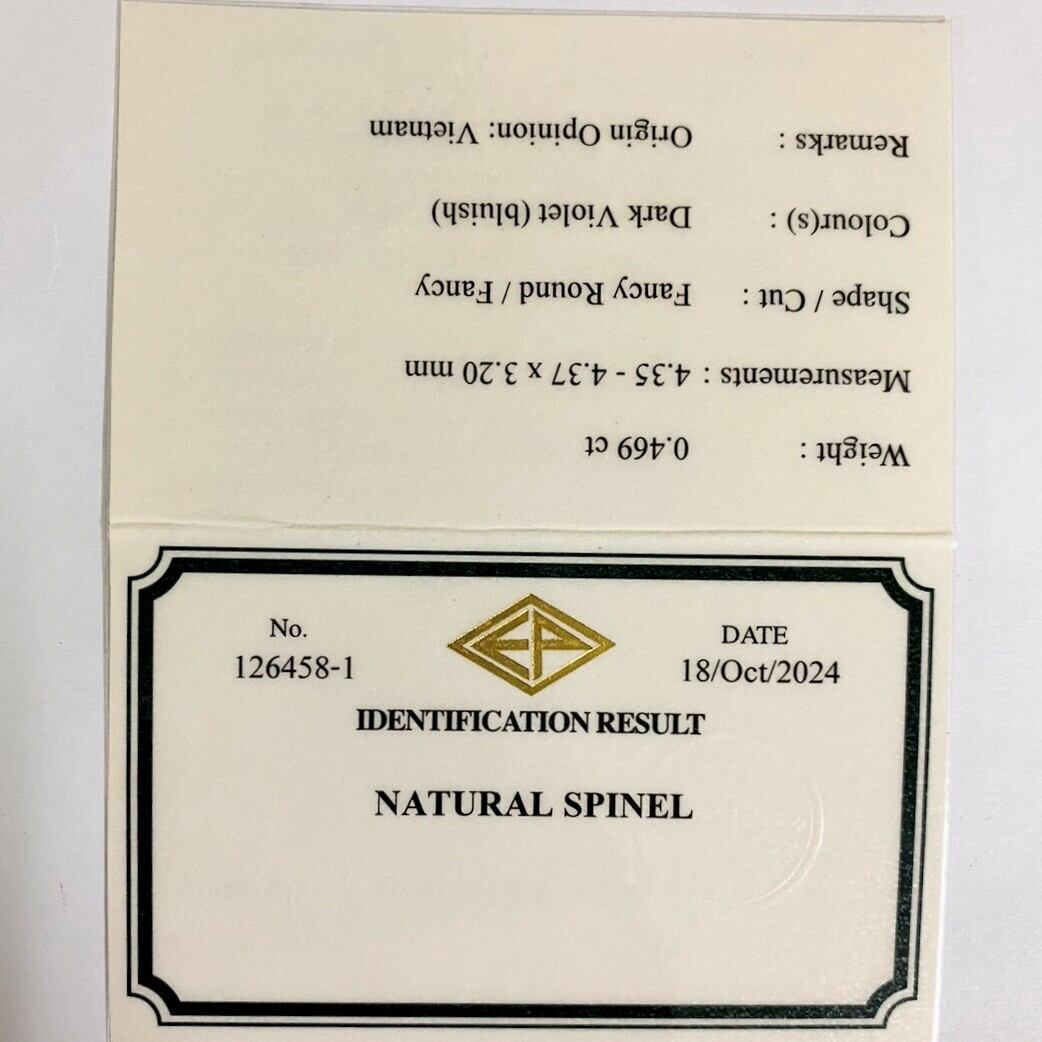 Weight : 0.469 ct
Measurements : 4.35 - 4.37 x 3.20 mm
Shape / Cut : Fancy Round / Fancy
Colour(s) : Dark Violet (bluish)
Remarks : Origin Opinion: Vietnam
No.
126458-1
EP
DATE
18/Oct/2024
IDENTIFICATION RESULT
NATURAL SPINEL